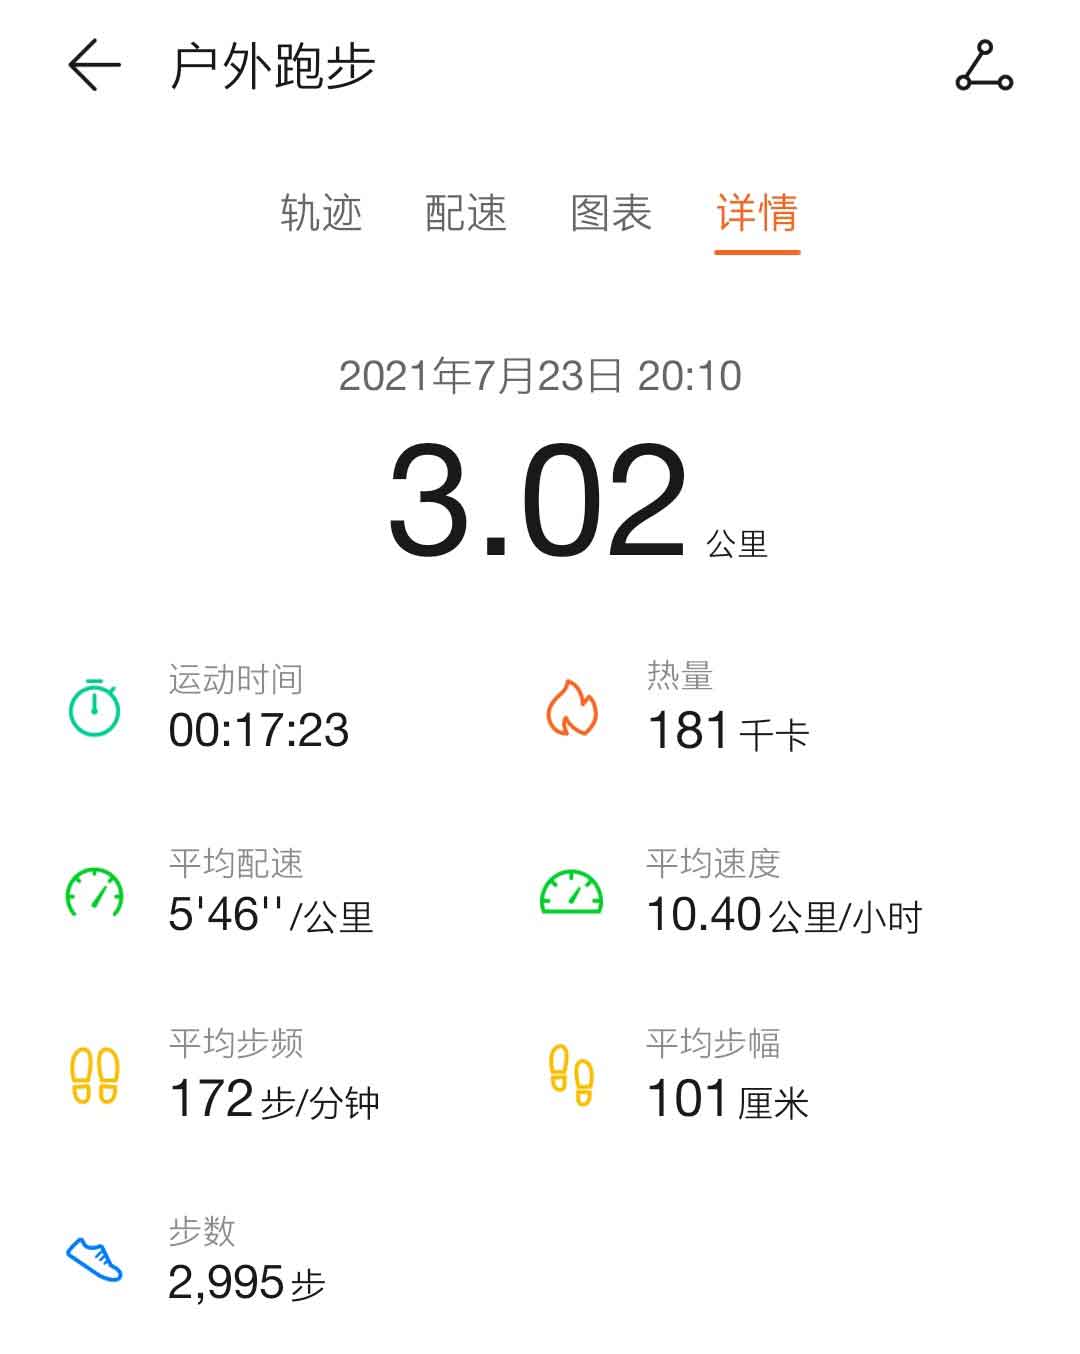 户外跑步
轨迹 配速 图表 详情
2021年7月23日 20:10
3.02 公里
运动时间 热量
00:17:23 181 千卡
平均配速 平均速度
5'46''/公里 10.40 公里/小时
平均步频 平均步幅
172 步/分钟 101 厘米
步数
2,995 步